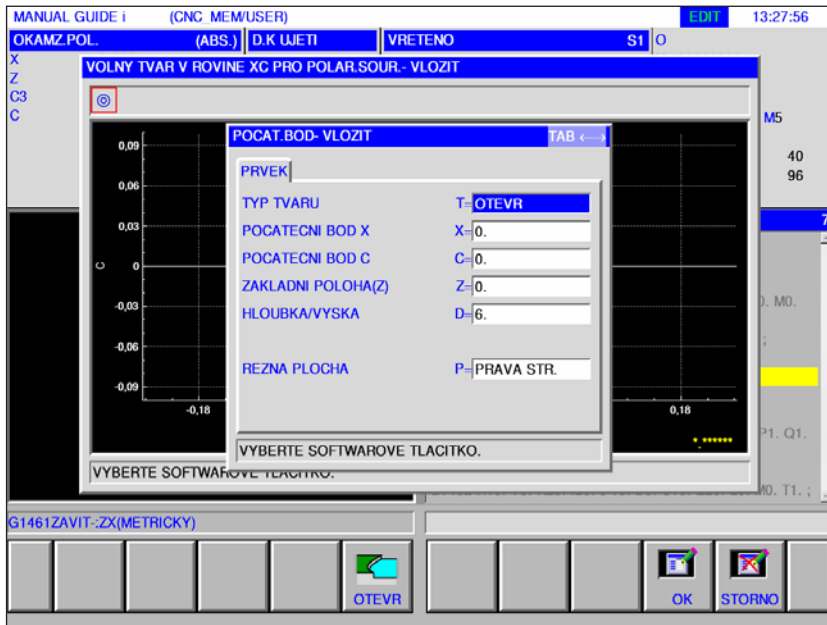 MANUAL GUIDE i (CNC_MEM/USER) EDIT 13:27:56
OKAMZ.POL. (ABS.) D.K UJETI VRETENO S1 O
X
Z
C3
C
VOLNY TVAR V ROVINE XC PRO POLAR.SOUR.- VLOZIT
M5
40
96
POCAT.BOD- VLOZIT TAB
PRVEK
TYP TVARU T= OTEVR
POCATECNI BOD X X= 0.
POCATECNI BOD C C= 0.
ZAKLADNI POLOHA(Z) Z= 0.
HLOUBKA/VYSKA D= 6.
REZNA PLOCHA P= PRAVA STR.
VYBERTE SOFTWAROVE TLACITKO.
0,09
0,06
0,03
C 0
-0,03
-0,06
-0,09
-0,18 0,18
*.******
7
0. M0.
;
P1. Q1.
M0. T1. ;
VYBERTE SOFTWAROVE TLACITKO.
G1461ZAVIT-:ZX(METRICKY)
OTEVR OK STORNO